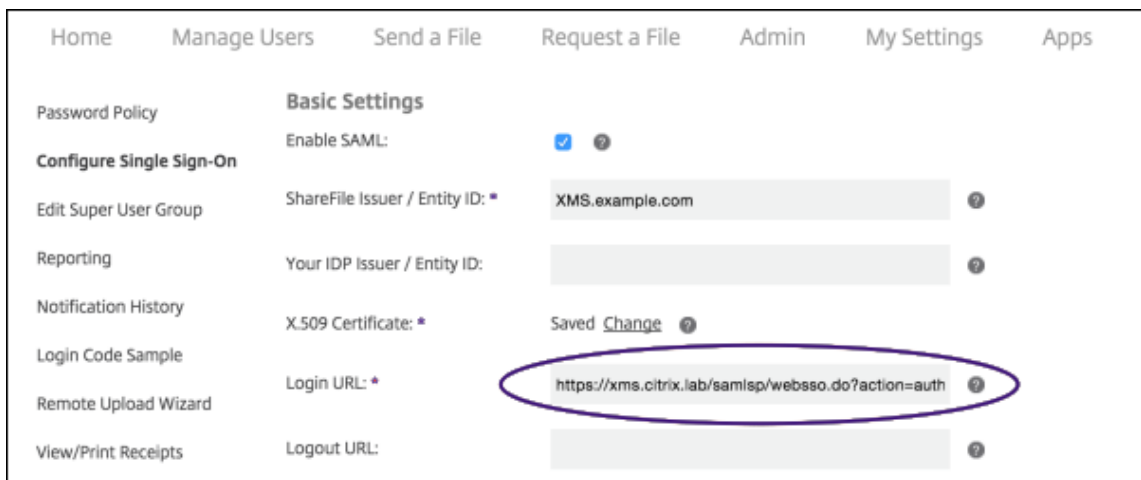 Home Manage Users Send a File Request a File Admin My Settings Apps
Password Policy
Configure Single Sign-On
Edit Super User Group
Reporting
Notification History
Login Code Sample
Remote Upload Wizard
View/Print Receipts
Basic Settings
Enable SAML: ?
ShareFile Issuer / Entity ID: * XMS.example.com ?
Your IDP Issuer / Entity ID: ?
X.509 Certificate: * Saved Change ?
Login URL: * https://xms.citrix.lab/samlsp/websso.do?action=auth ?
Logout URL: ?